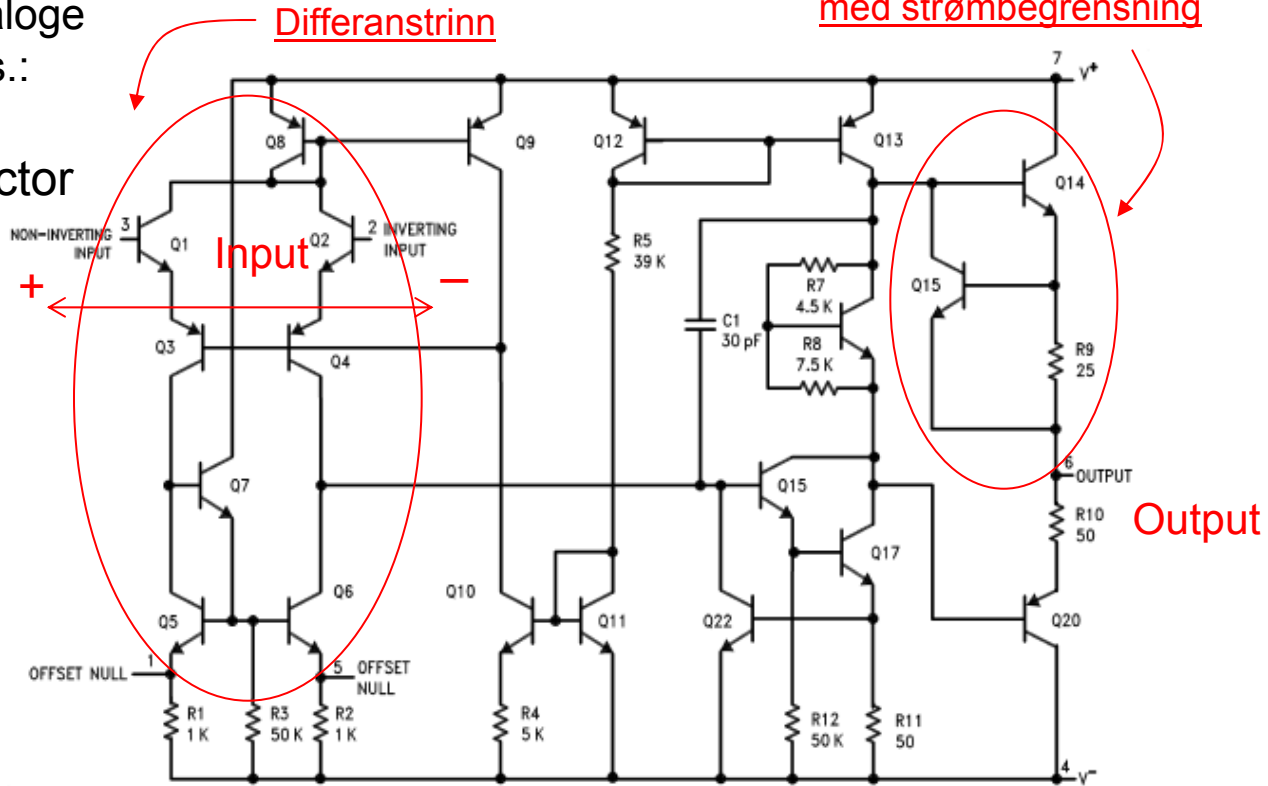 aloge
s.:
ctor
Differanstrinn
med strømbegrensning
7
V+
Q8
Q9
Q12
Q13
Q14
NON-INVERTING
INPUT
3
Q1
Input
Q2
2 INVERTING
INPUT
+
–
R5
39 K
R7
4.5 K
Q15
C1
30 pF
R8
7.5 K
Q3
Q4
R9
25
Q7
Q15
6
OUTPUT
R10
50
Output
Q5
Q6
Q10
Q11
Q22
Q17
Q20
OFFSET NULL
1
5 OFFSET
NULL
R1
1 K
R3
50 K
R2
1 K
R4
5 K
R12
50 K
R11
50
4
V–